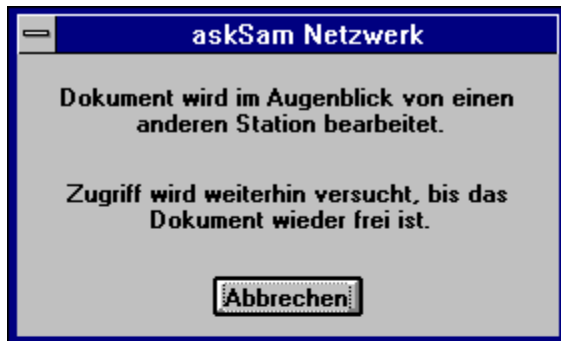 askSam Netzwerk
Dokument wird im Augenblick von einen
anderen Station bearbeitet.
Zugriff wird weiterhin versucht, bis das
Dokument wieder frei ist.
Abbrechen